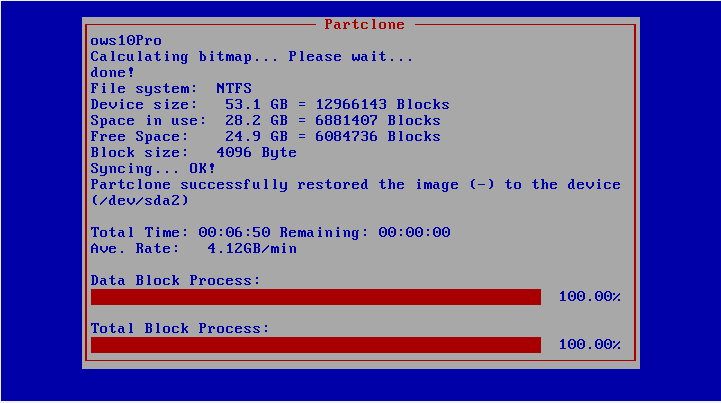 Partclone
ows10Pro
Calculating bitmap... Please wait...
done!
File system:  NTFS
Device size:   53.1 GB = 12966143 Blocks
Space in use:  28.2 GB = 6881407 Blocks
Free Space:    24.9 GB = 6084736 Blocks
Block size:   4096 Byte
Syncing... OK!
Partclone successfully restored the image (-) to the device
(/dev/sda2)
Total Time: 00:06:50 Remaining: 00:00:00
Ave. Rate:   4.12GB/min
Data Block Process:
100.00%
Total Block Process:
100.00%